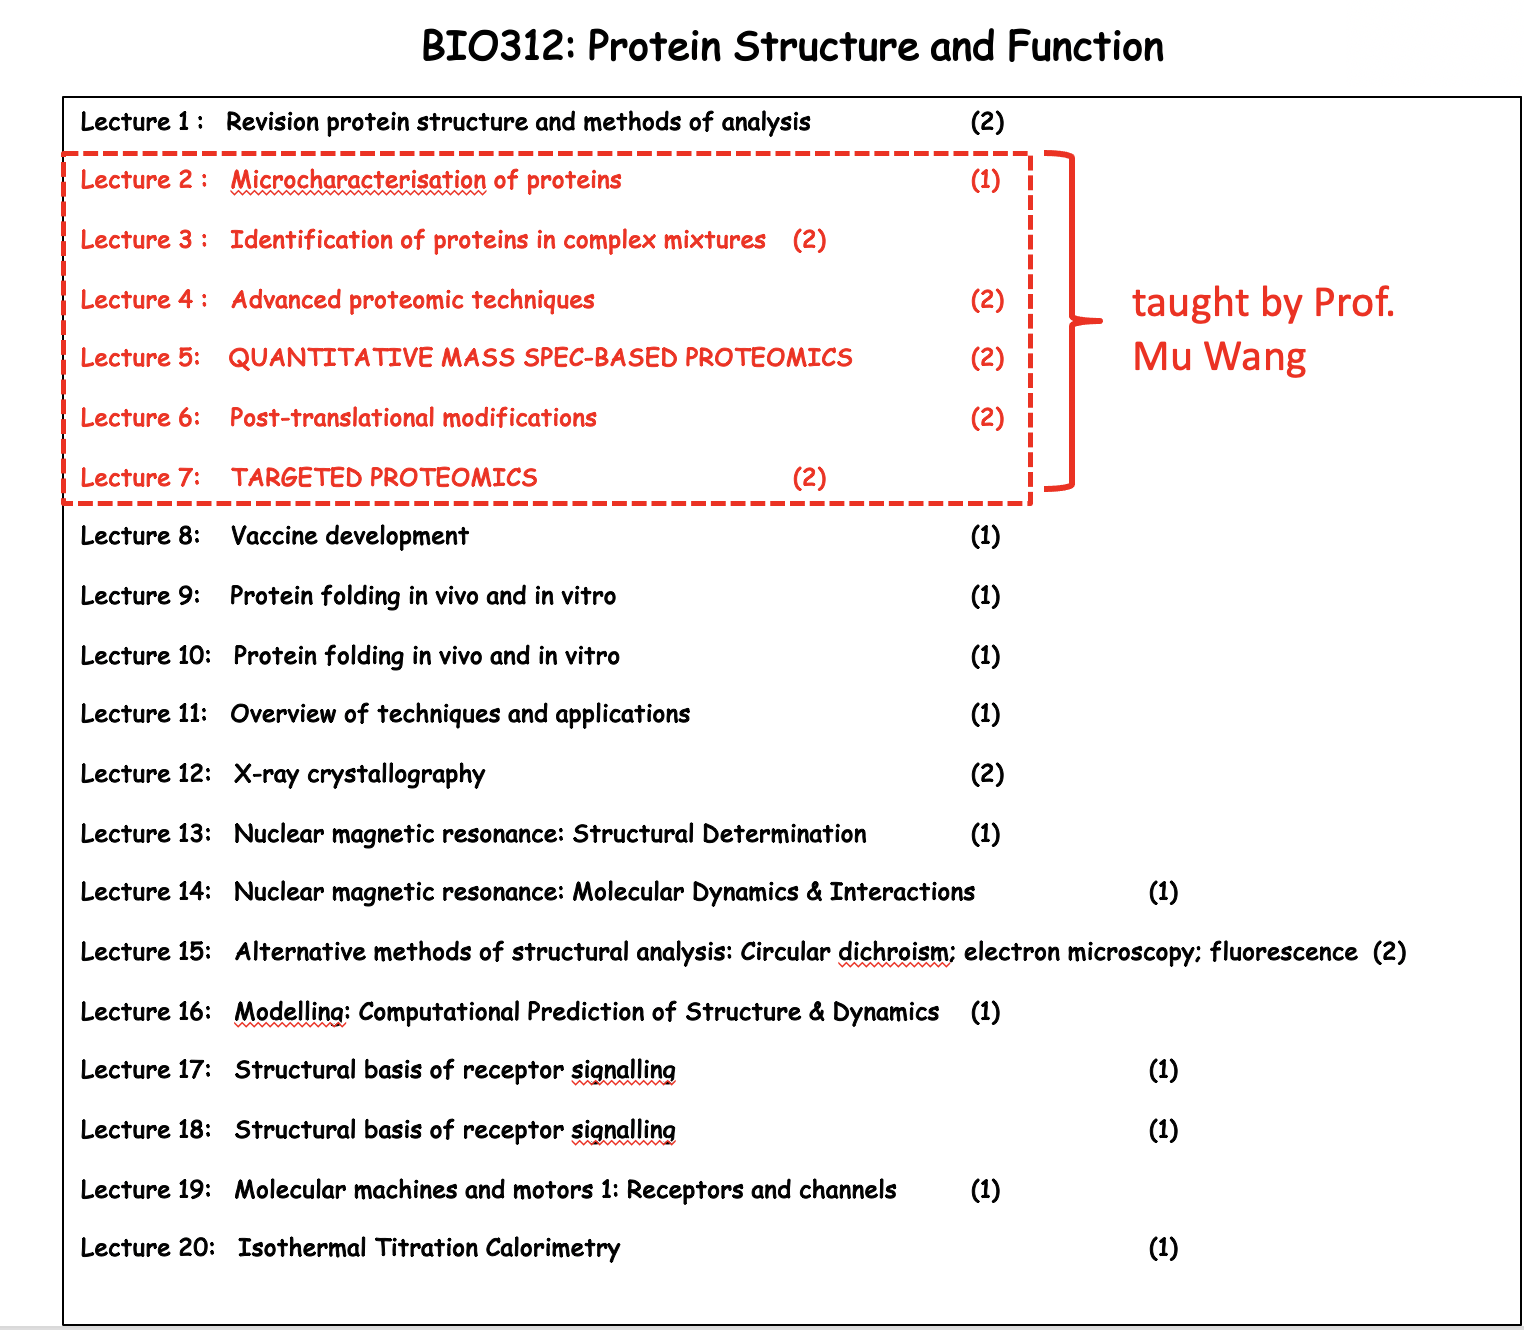 BIO312: Protein Structure and Function
Lecture 1 : Revision protein structure and methods of analysis (2)
Lecture 2 : Microcharacterisation of proteins (1)
Lecture 3 : Identification of proteins in complex mixtures (2)
Lecture 4 : Advanced proteomic techniques (2)
Lecture 5: QUANTITATIVE MASS SPEC-BASED PROTEOMICS (2)
Lecture 6: Post-translational modifications (2)
Lecture 7: TARGETED PROTEOMICS (2)
taught by Prof.
Mu Wang
Lecture 8: Vaccine development (1)
Lecture 9: Protein folding in vivo and in vitro (1)
Lecture 10: Protein folding in vivo and in vitro (1)
Lecture 11: Overview of techniques and applications (1)
Lecture 12: X-ray crystallography (2)
Lecture 13: Nuclear magnetic resonance: Structural Determination (1)
Lecture 14: Nuclear magnetic resonance: Molecular Dynamics & Interactions (1)
Lecture 15: Alternative methods of structural analysis: Circular dichroism; electron microscopy; fluorescence (2)
Lecture 16: Modelling: Computational Prediction of Structure & Dynamics (1)
Lecture 17: Structural basis of receptor signalling (1)
Lecture 18: Structural basis of receptor signalling (1)
Lecture 19: Molecular machines and motors 1: Receptors and channels (1)
Lecture 20: Isothermal Titration Calorimetry (1)